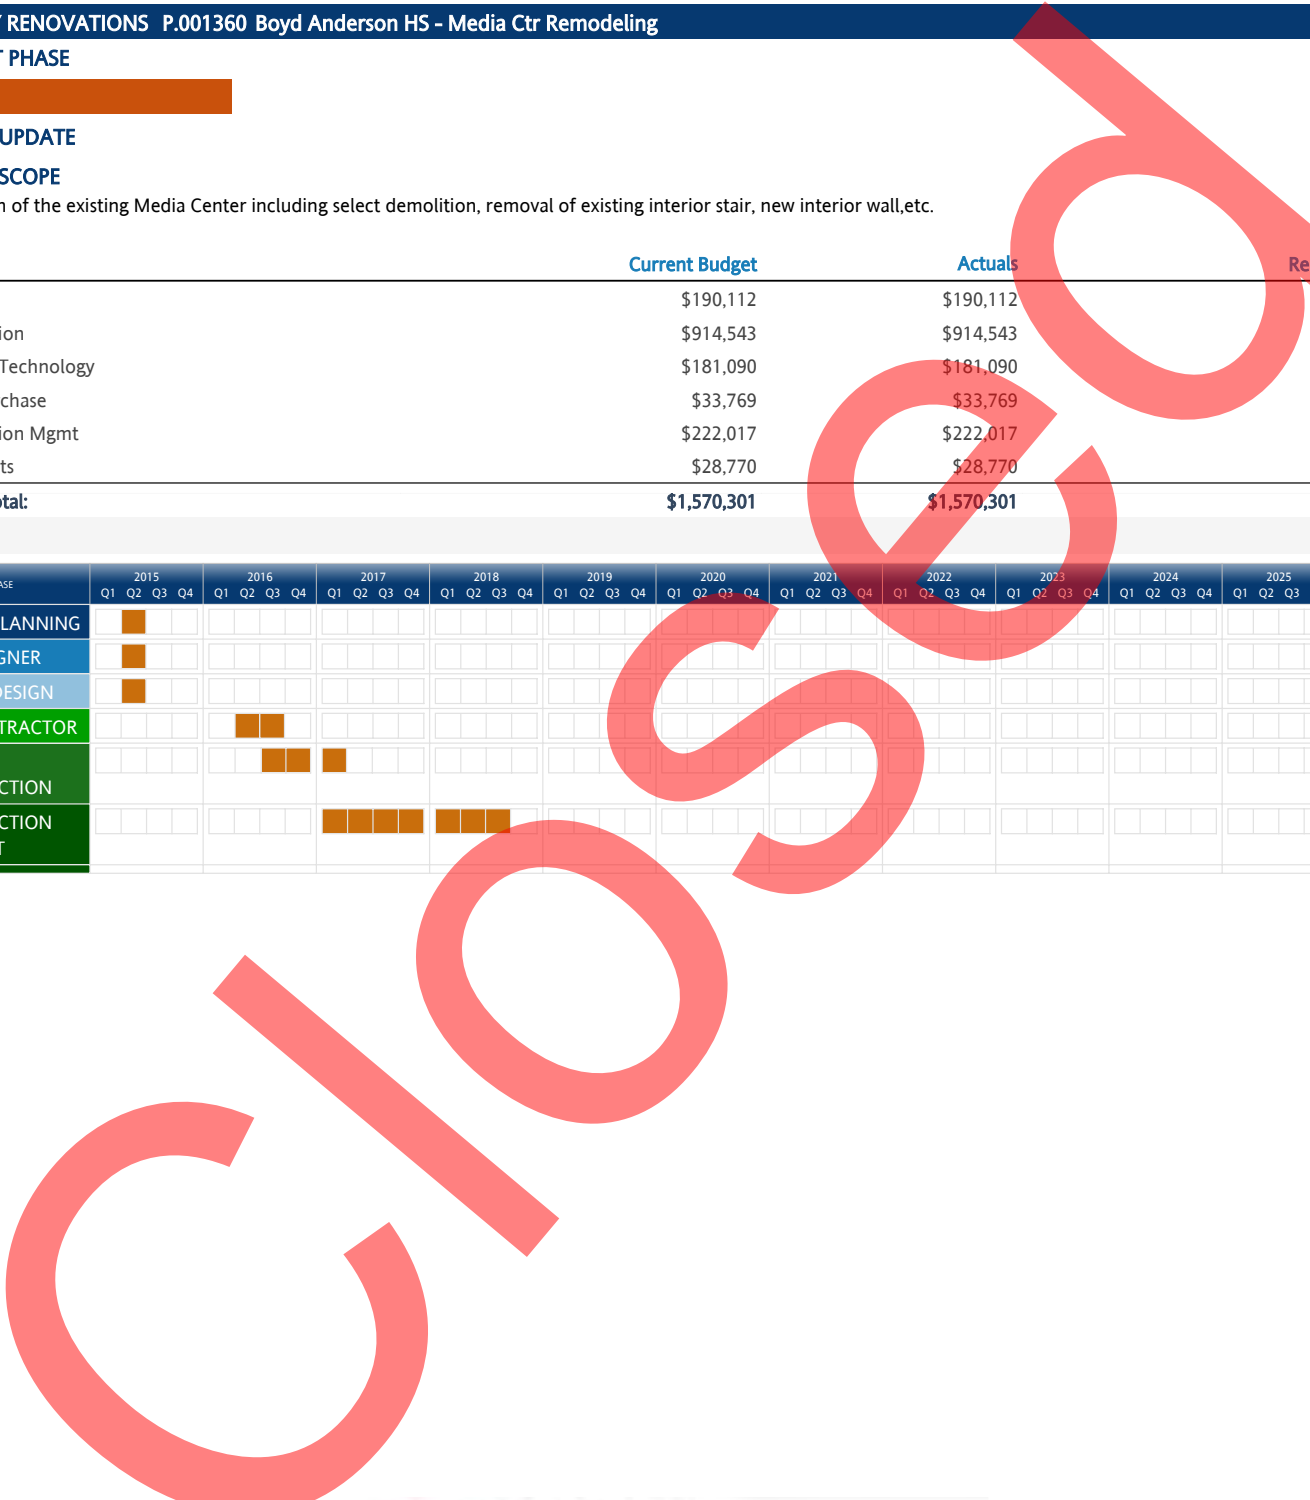 Y RENOVATIONS P.001360 Boyd Anderson HS - Media Ctr Remodeling
T PHASE
UPDATE
SCOPE
n of the existing Media Center including select demolition, removal of existing interior stair, new interior wall,etc.
Current Budget Actuals Re
$190,112 $190,112
ion $914,543 $914,543
Technology $181,090 $181,090
chase $33,769 $33,769
ion Mgmt $222,017 $222,017
ts $28,770 $28,770
otal: $1,570,301 $1,570,301
ASE 2015 2016 2017 2018 2019 2020 2021 2022 2023 2024 2025
Q1 Q2 Q3 Q4 Q1 Q2 Q3 Q4 Q1 Q2 Q3 Q4 Q1 Q2 Q3 Q4 Q1 Q2 Q3 Q4 Q1 Q2 Q3 Q4 Q1 Q2 Q3 Q4 Q1 Q2 Q3 Q4 Q1 Q2 Q3 Q4 Q1 Q2 Q3 Q4 Q1 Q2 Q3
LANNING
GNER
DESIGN
TRACTOR
CTION
CTION
T
Closed